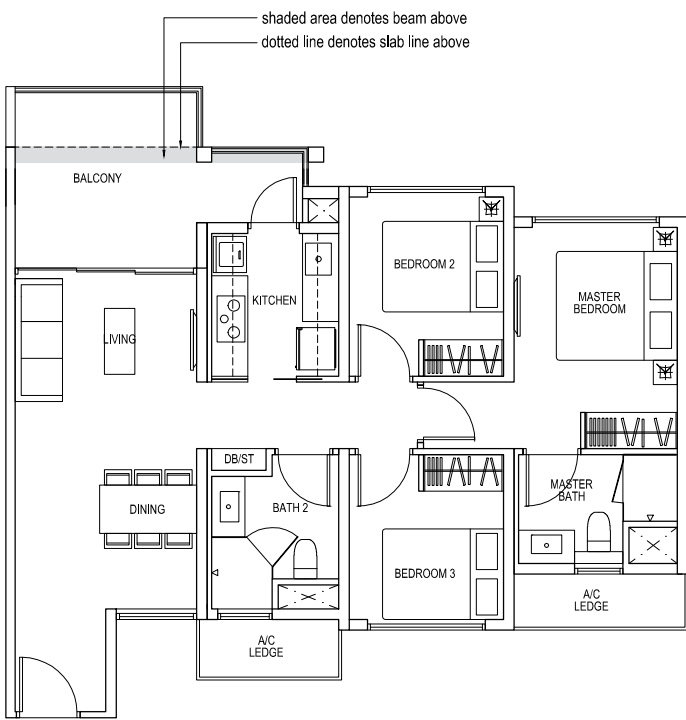 shaded area denotes beam above
dotted line denotes slab line above
BALCONY
BEDROOM 2
KITCHEN
MASTER
BEDROOM
LIVING
DB/ST
MASTER
BATH
DINING
BATH 2
BEDROOM 3
A/C
LEDGE
A/C
LEDGE